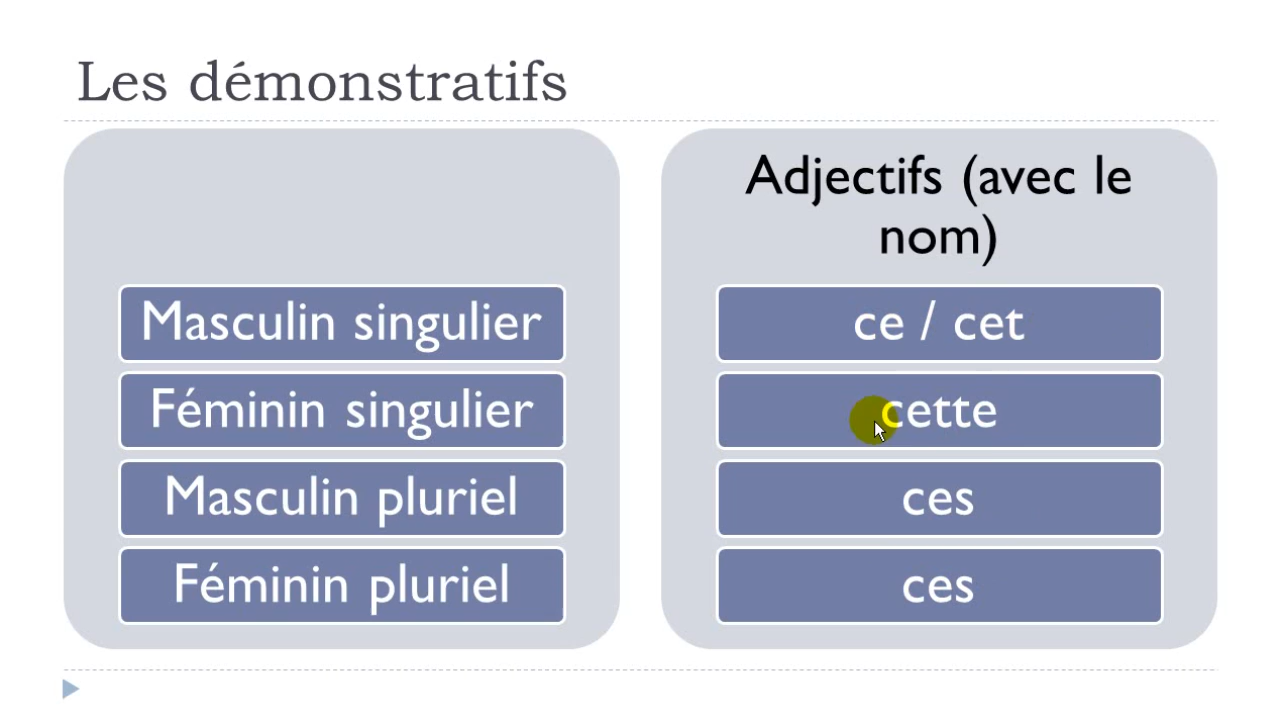 Les démonstratifs
Adjectifs (avec le
nom)
Masculin singulier
ce / cet
Féminin singulier
cette
Masculin pluriel
ces
Féminin pluriel
ces